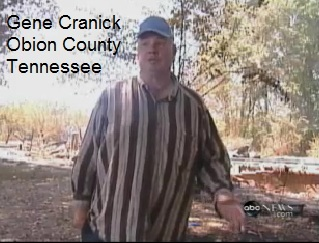 Gene Cranick
Obion County
Tennessee
abc NEWS
.com